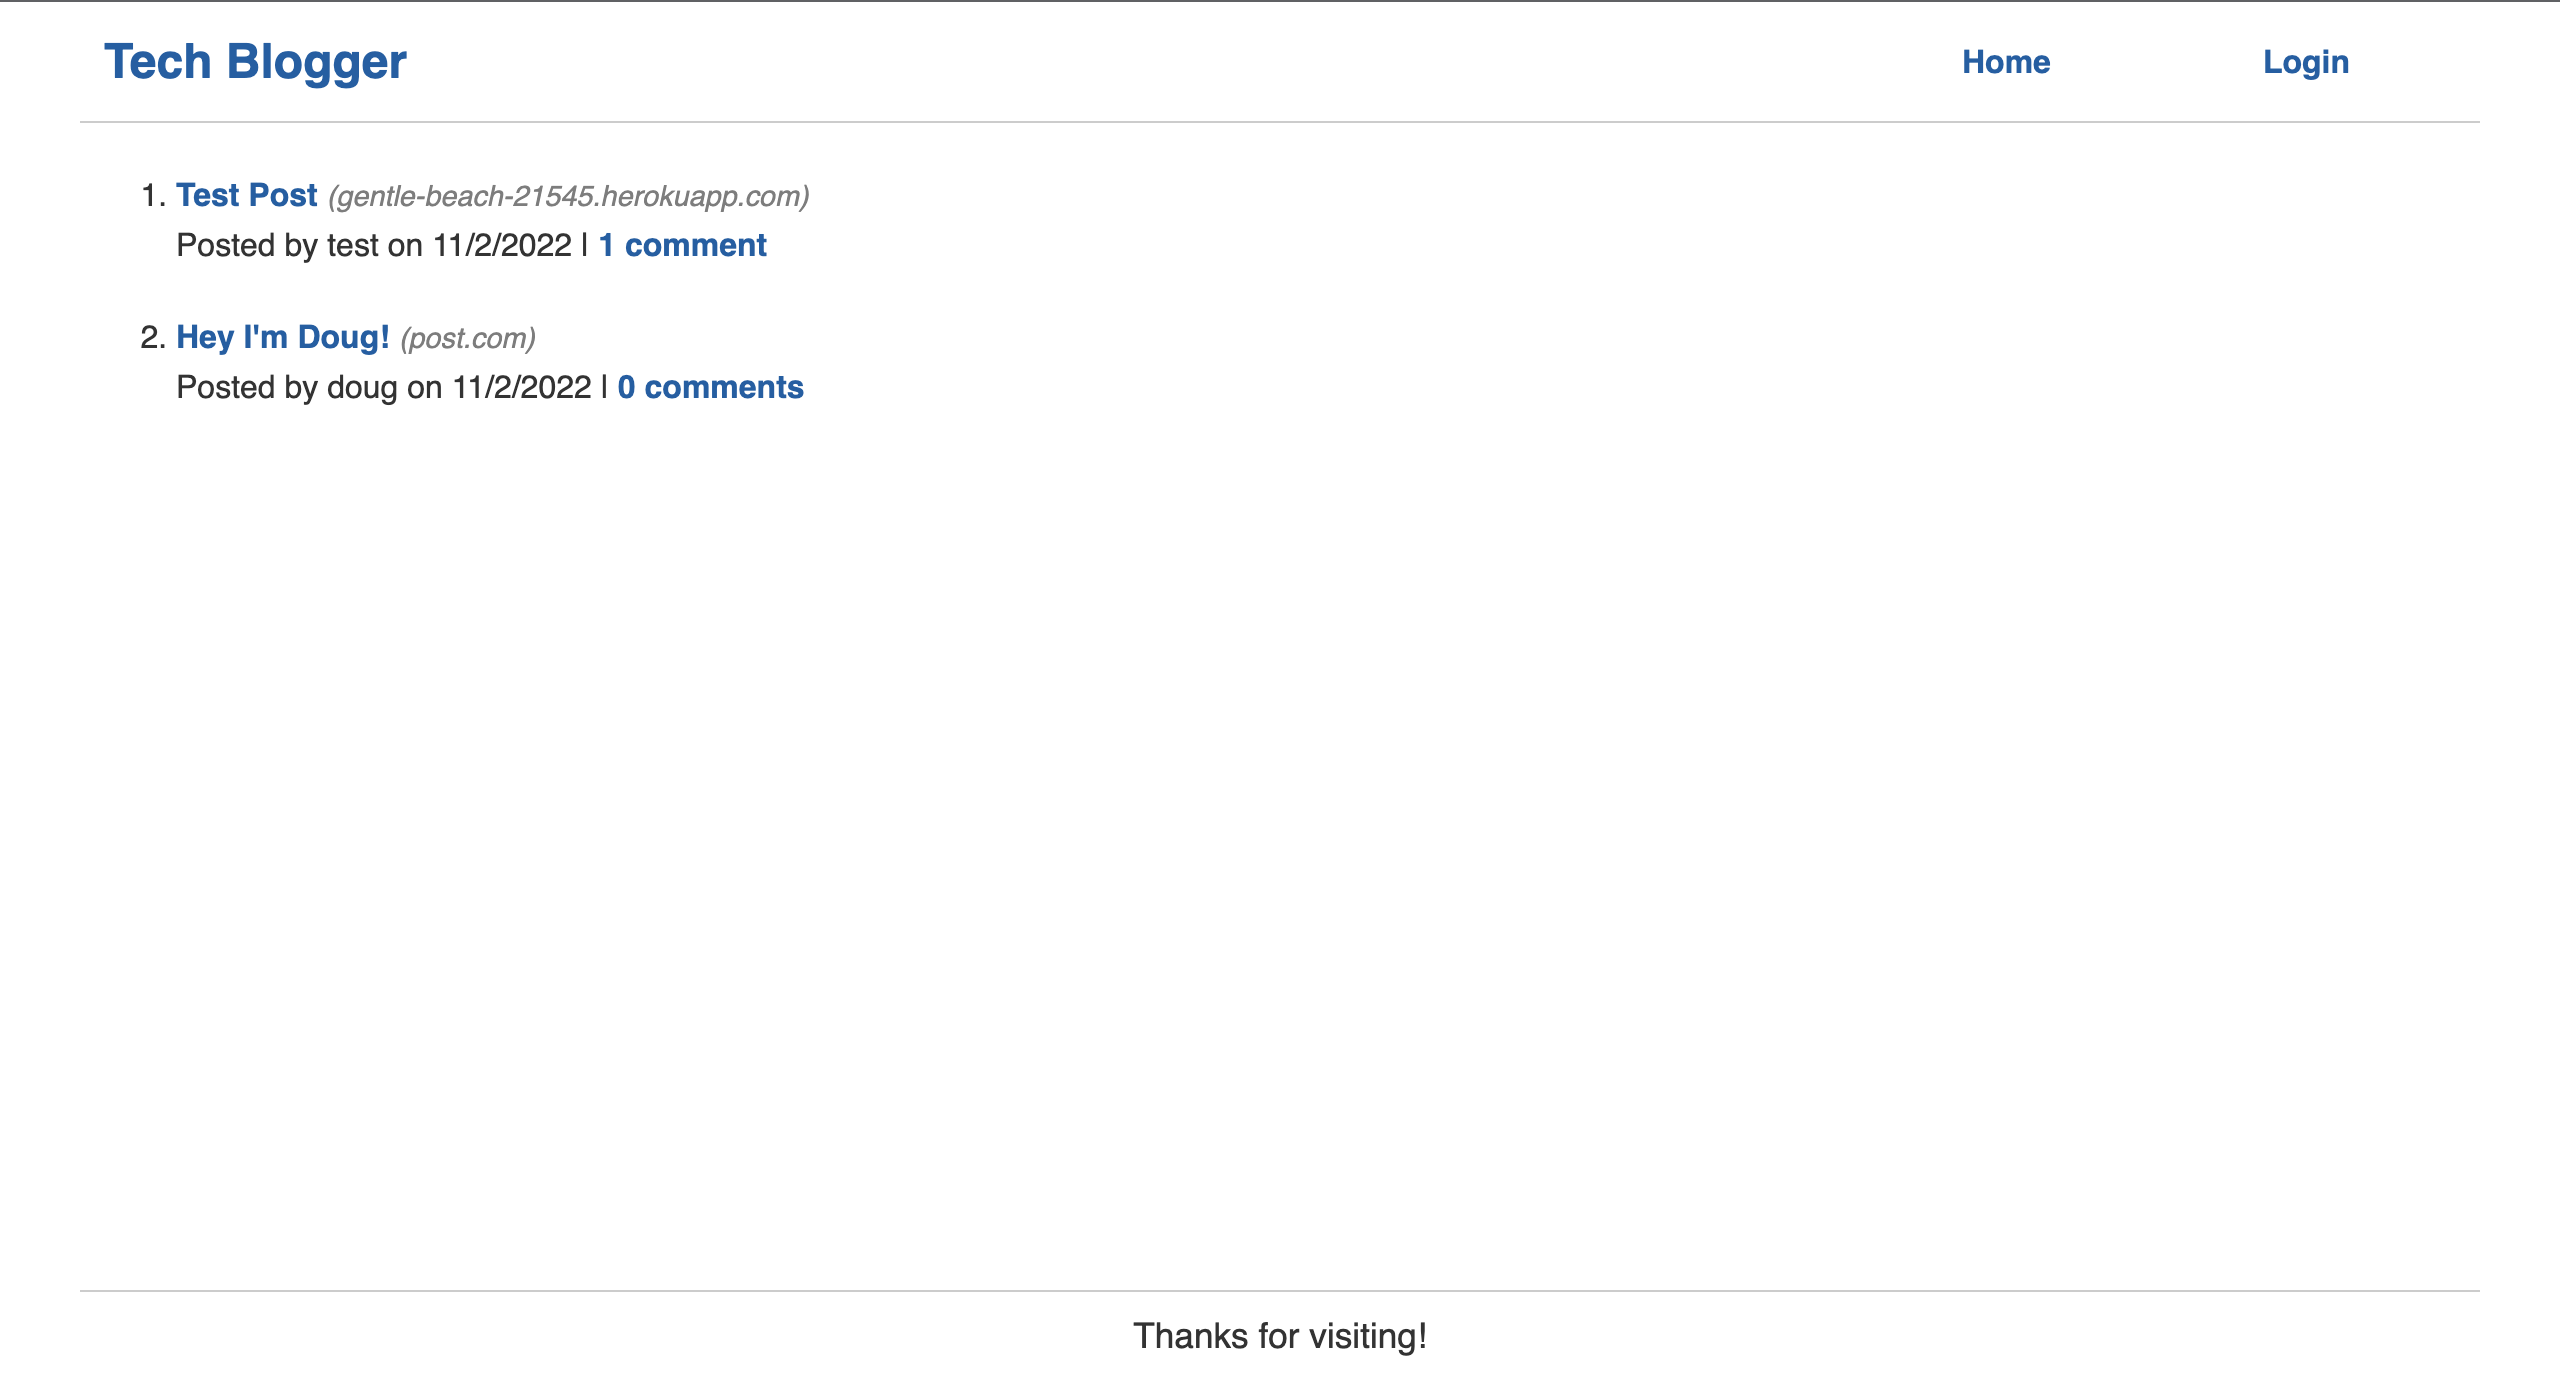 Tech Blogger
Home
Login
1. Test Post (gentle-beach-21545.herokuapp.com)
Posted by test on 11/2/2022 | 1 comment
2. Hey I'm Doug! (post.com)
Posted by doug on 11/2/2022 | 0 comments
Thanks for visiting!